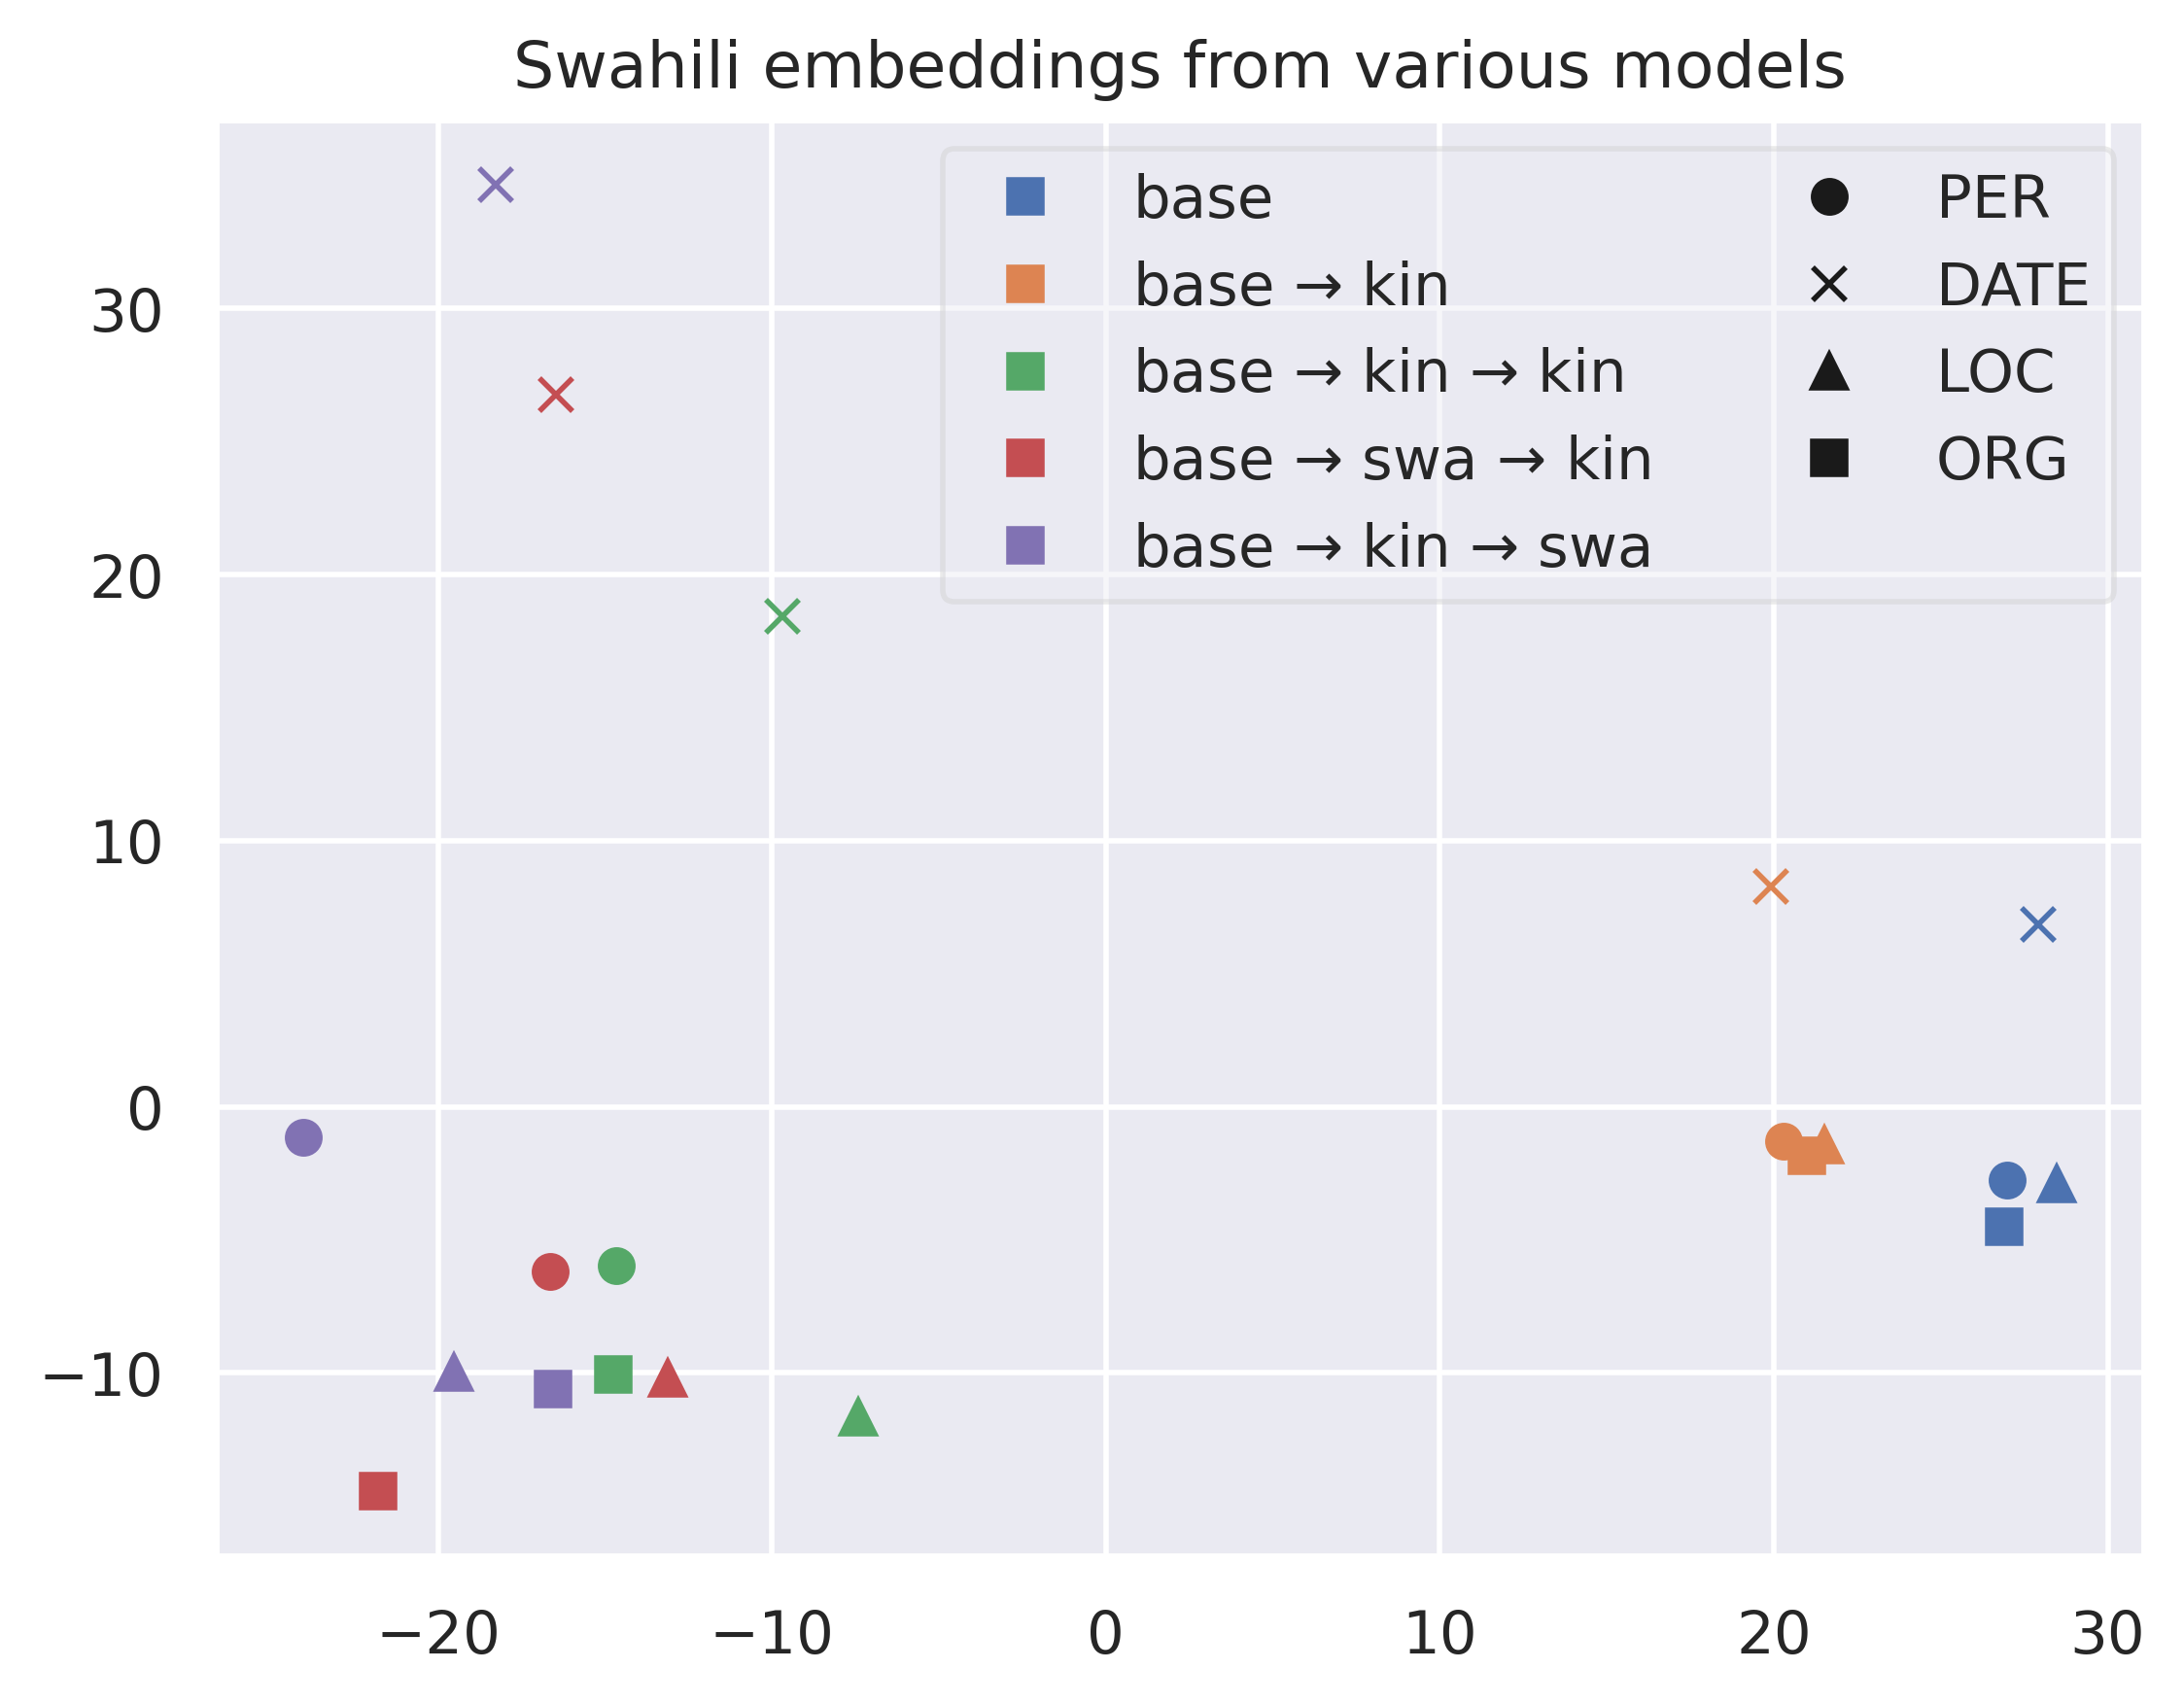 Swahili embeddings from various models
base
base → kin
base → kin → kin
base → swa → kin
base → kin → swa
PER
DATE
LOC
ORG
30
20
10
0
−10
−20
−10
0
10
20
30